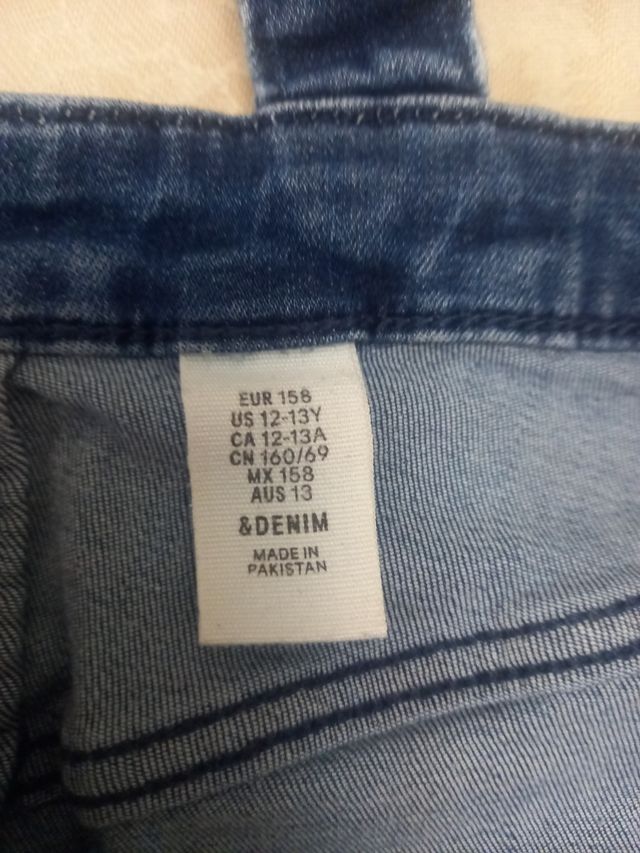 EUR 158
US 12-13Y
CA 12-13A
CN 160/69
MX 158
AUS 13
&DENIM
MADE IN
PAKISTAN